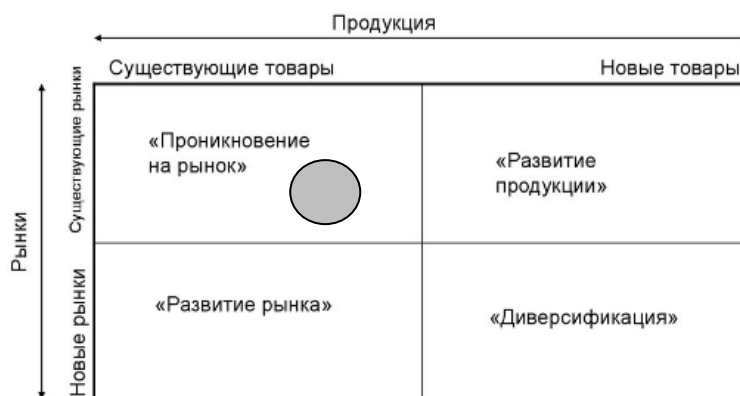 Продукция
Существующие товары
Новые товары
Рынки
Существующие рынки
«Проникновение
на рынок»
«Развитие
продукции»
Новые рынки
«Развитие рынка»
«Диверсификация»